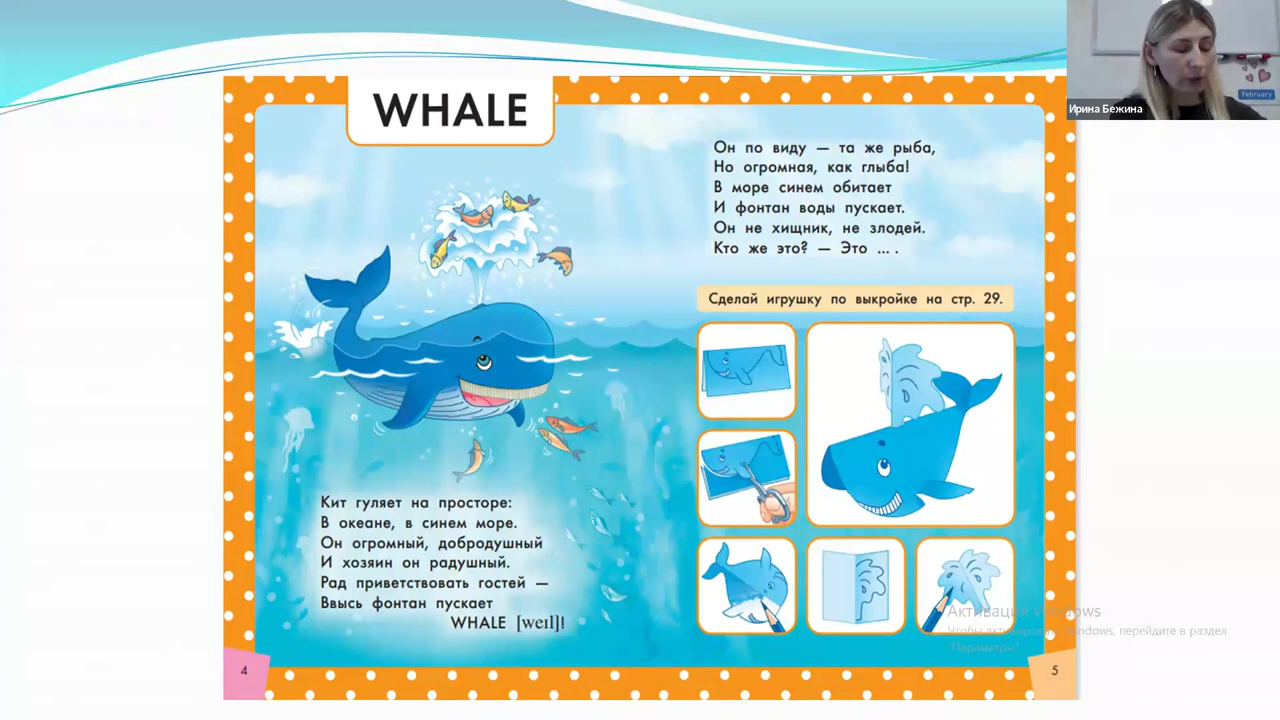 WHALE
Кит гуляет на просторе:
В океане, в синем море.
Он огромный, добродушный
И хозяин он радушный.
Рад приветствовать гостей —
Ввысь фонтан пускает
WHALE [weıl]!
4
Он по виду — та же рыба,
Но огромная, как глыба!
В море синем обитает
И фонтан воды пускает.
Он не хищник, не злодей.
Кто же это? — Это ... .
Сделай игрушку по выкройке на стр. 29.
5
Активация Windows
Чтобы активировать Windows, перейдите в раздел
"Параметры".
February
Ирина Бежина